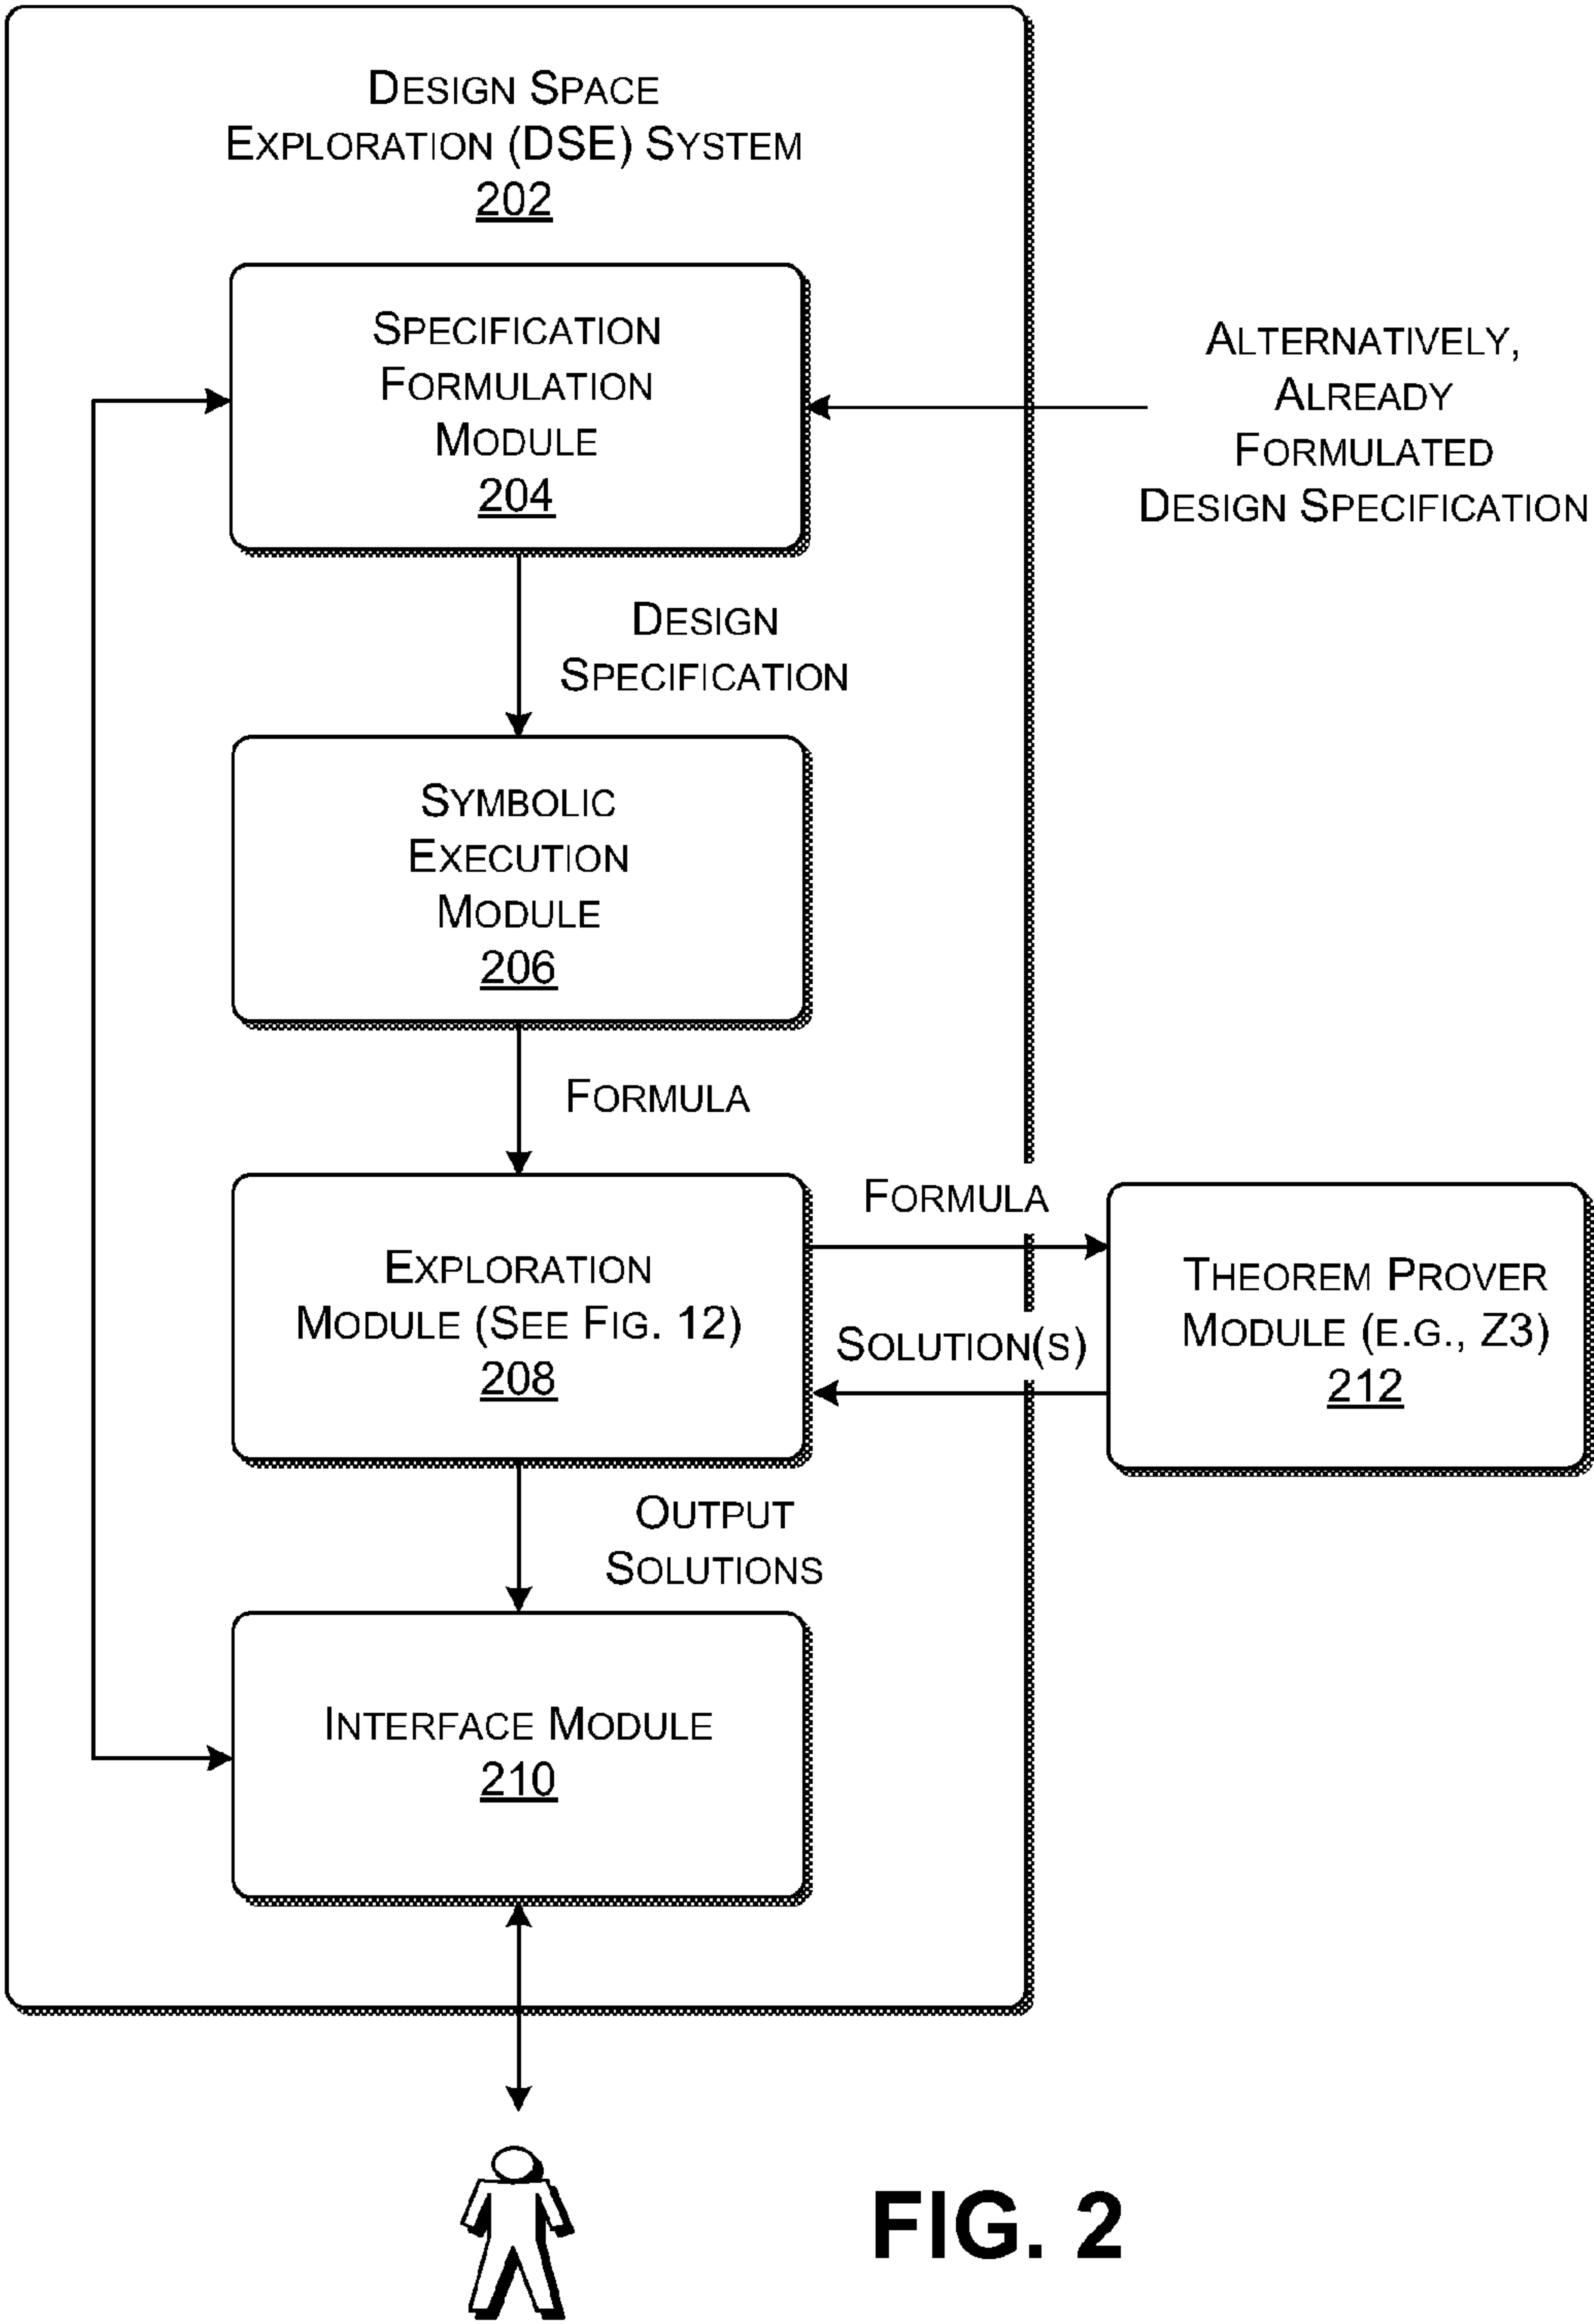 DESIGN SPACE
EXPLORATION (DSE) SYSTEM
202
SPECIFICATION
FORMULATION
MODULE
204
ALTERNATIVELY,
ALREADY
FORMULATED
DESIGN SPECIFICATION
DESIGN
SPECIFICATION
SYMBOLIC
EXECUTION
MODULE
206
FORMULA
EXPLORATION
MODULE (SEE FIG. 12)
208
FORMULA
SOLUTION(S)
THEOREM PROVER
MODULE (E.G., Z3)
212
OUTPUT
SOLUTIONS
INTERFACE MODULE
210
FIG. 2